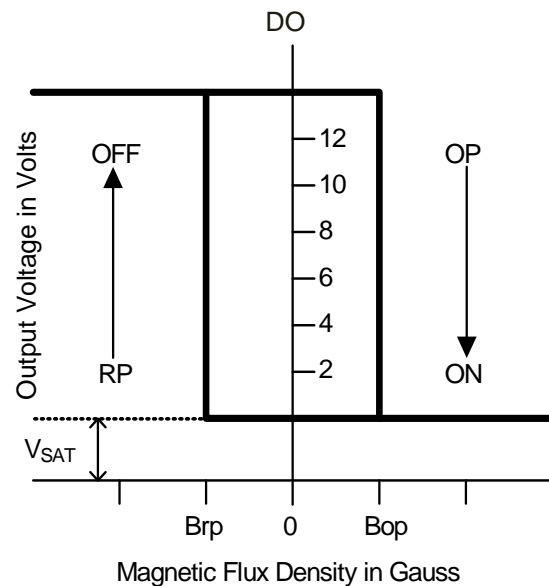 DO
Output Voltage in Volts
12
OFF
OP
10
8
6
4
RP
2
ON
VSAT
Brp
0
Bop
Magnetic Flux Density in Gauss